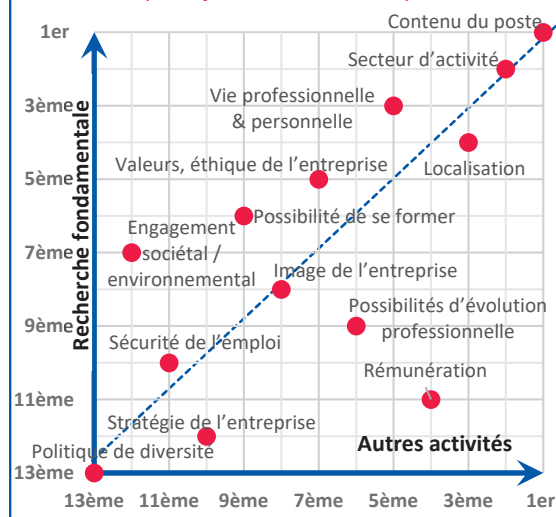 Contenu du poste
1er
Secteur d’activité
Vie professionnelle
& personnelle
3ème
Localisation
Valeurs, éthique de l’entreprise
5ème
Possibilité de se former
Engagement
sociétal /
environnemental
7ème
Image de l’entreprise
Possibilités d’évolution
professionnelle
9ème
Sécurité de l’emploi
Rémunération
11ème
Stratégie de l’entreprise
Autres activités
Politique de diversité
13ème
Recherche fondamentale
13ème 11ème 9ème 7ème 5ème 3ème 1er